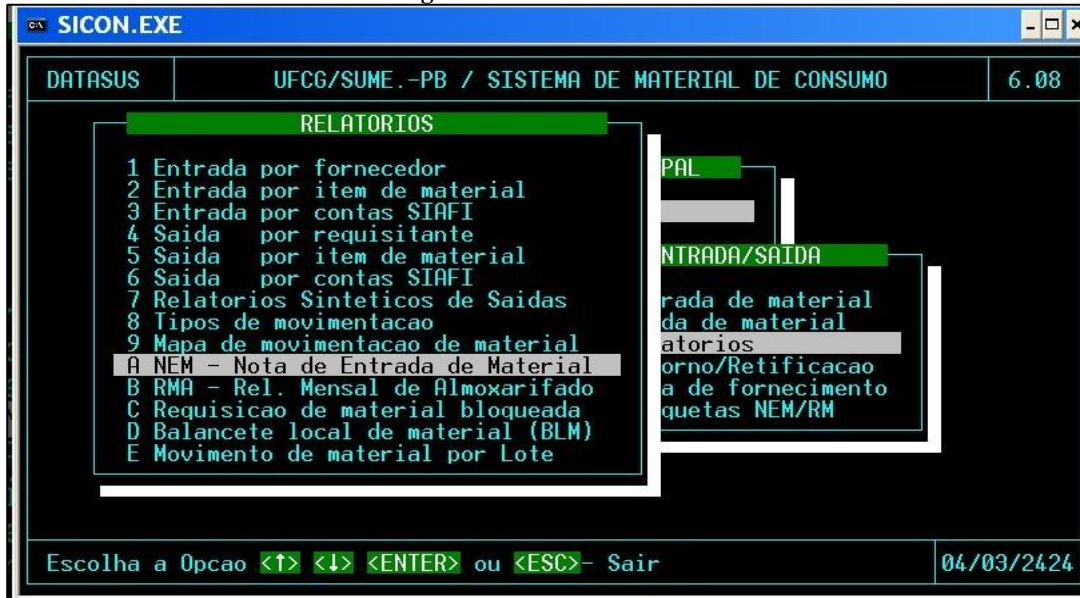 SICON.EXE
DATASUS UFCG/SUME.-PB / SISTEMA DE MATERIAL DE CONSUMO 6.08
RELATORIOS
1 Entrada por fornecedor
2 Entrada por item de material
3 Entrada por contas SIAFI
4 Saida por requisitante
5 Saida por item de material
6 Saida por contas SIAFI
7 Relatorios Sinteticos de Saidas
8 Tipos de movimentacao
9 Mapa de movimentacao de material
A NEM - Nota de Entrada de Material
B RMA - Rel. Mensal de Almoxarifado
C Requisicao de material bloqueada
D Balancete local de material (BLM)
E Movimento de material por Lote
PAL
NTRADA/SAIDA
rada de material
da de material
atorios
orno/Retificacao
a de fornecimento
quetas NEM/RM
Escolha a Opcao <↑> <↓> <ENTER> ou <ESC>- Sair 04/03/2424